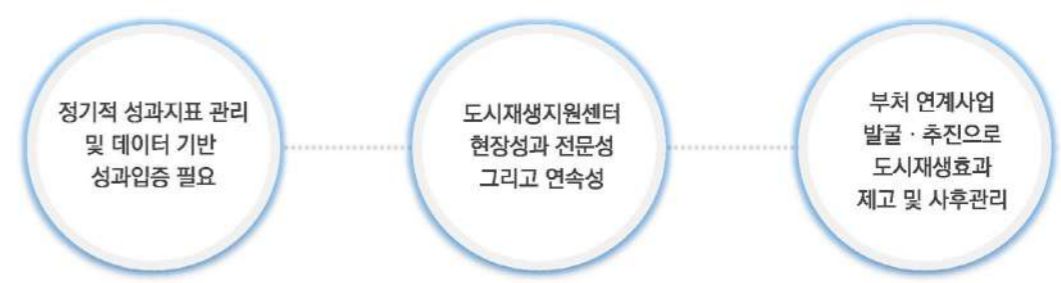 정기적 성과지표 관리
및 데이터 기반
성과입증 필요
도시재생지원센터
현장성과 전문성
그리고 연속성
부처 연계사업
발굴 · 추진으로
도시재생효과
제고 및 사후관리